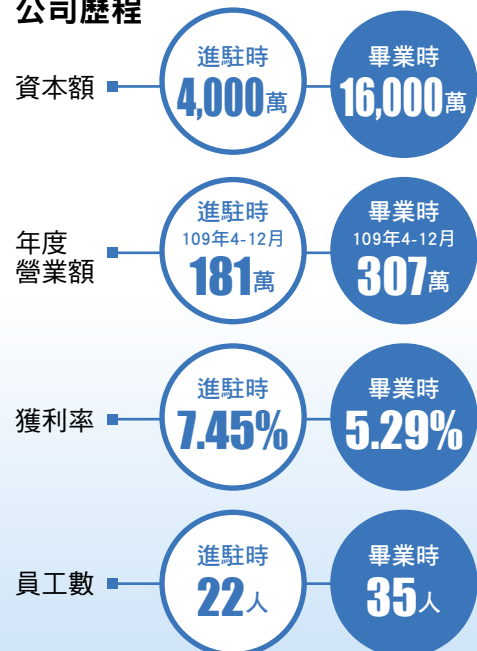 公司歷程
資本額
進駐時
4,000萬
畢業時
16,000萬
年度
營業額
進駐時
109年4-12月
181萬
畢業時
109年4-12月
307萬
獲利率
進駐時
7.45%
畢業時
5.29%
員工數
進駐時
22人
畢業時
35人